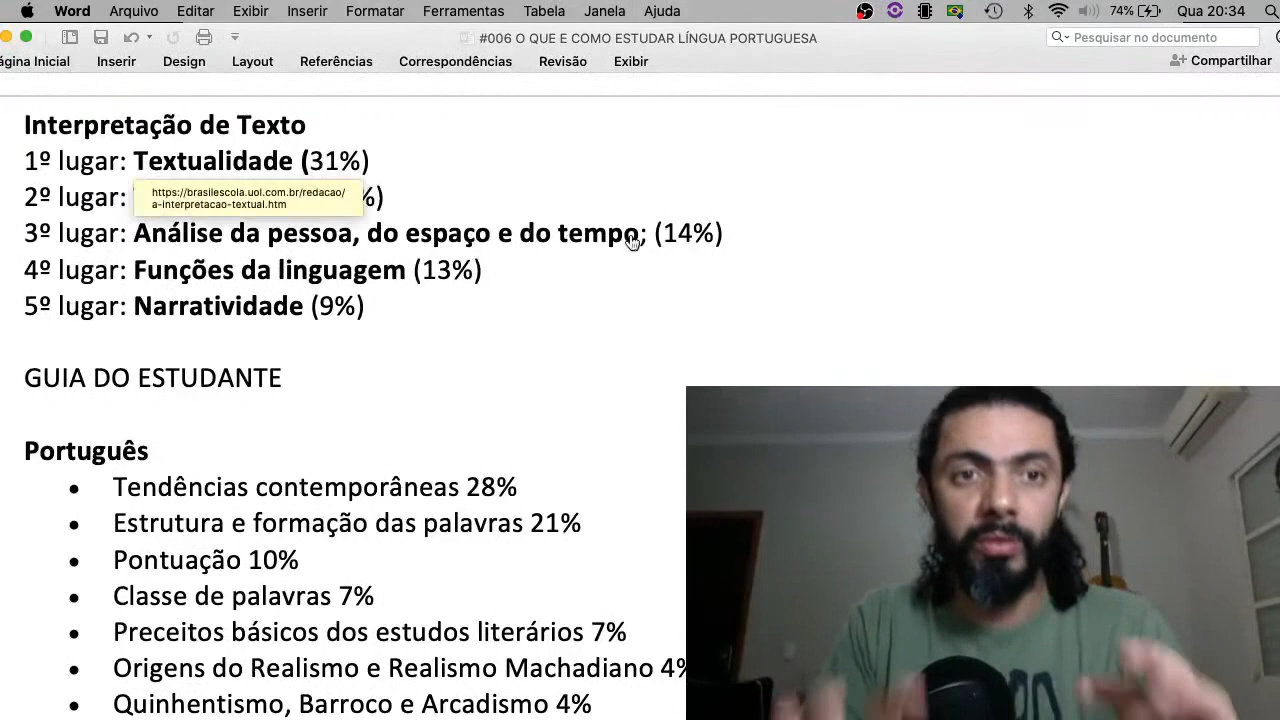 Word Arquivo Editar Exibir Inserir Formatar Ferramentas Tabela Janela Ajuda 74% Qua 20:34
#006 O QUE E COMO ESTUDAR LÍNGUA PORTUGUESA Pesquisar no documento
ágina Inicial Inserir Design Layout Referências Correspondências Revisão Exibir Compartilhar
Interpretação de Texto
1º lugar: Textualidade (31%)
2º lugar: %)
https://brasilescola.uol.com.br/redacao/
a-interpretacao-textual.htm
3º lugar: Análise da pessoa, do espaço e do tempo; (14%)
4º lugar: Funções da linguagem (13%)
5º lugar: Narratividade (9%)
GUIA DO ESTUDANTE
Português
• Tendências contemporâneas 28%
• Estrutura e formação das palavras 21%
• Pontuação 10%
• Classe de palavras 7%
• Preceitos básicos dos estudos literários 7%
• Origens do Realismo e Realismo Machadiano 4%
• Quinhentismo, Barroco e Arcadismo 4%